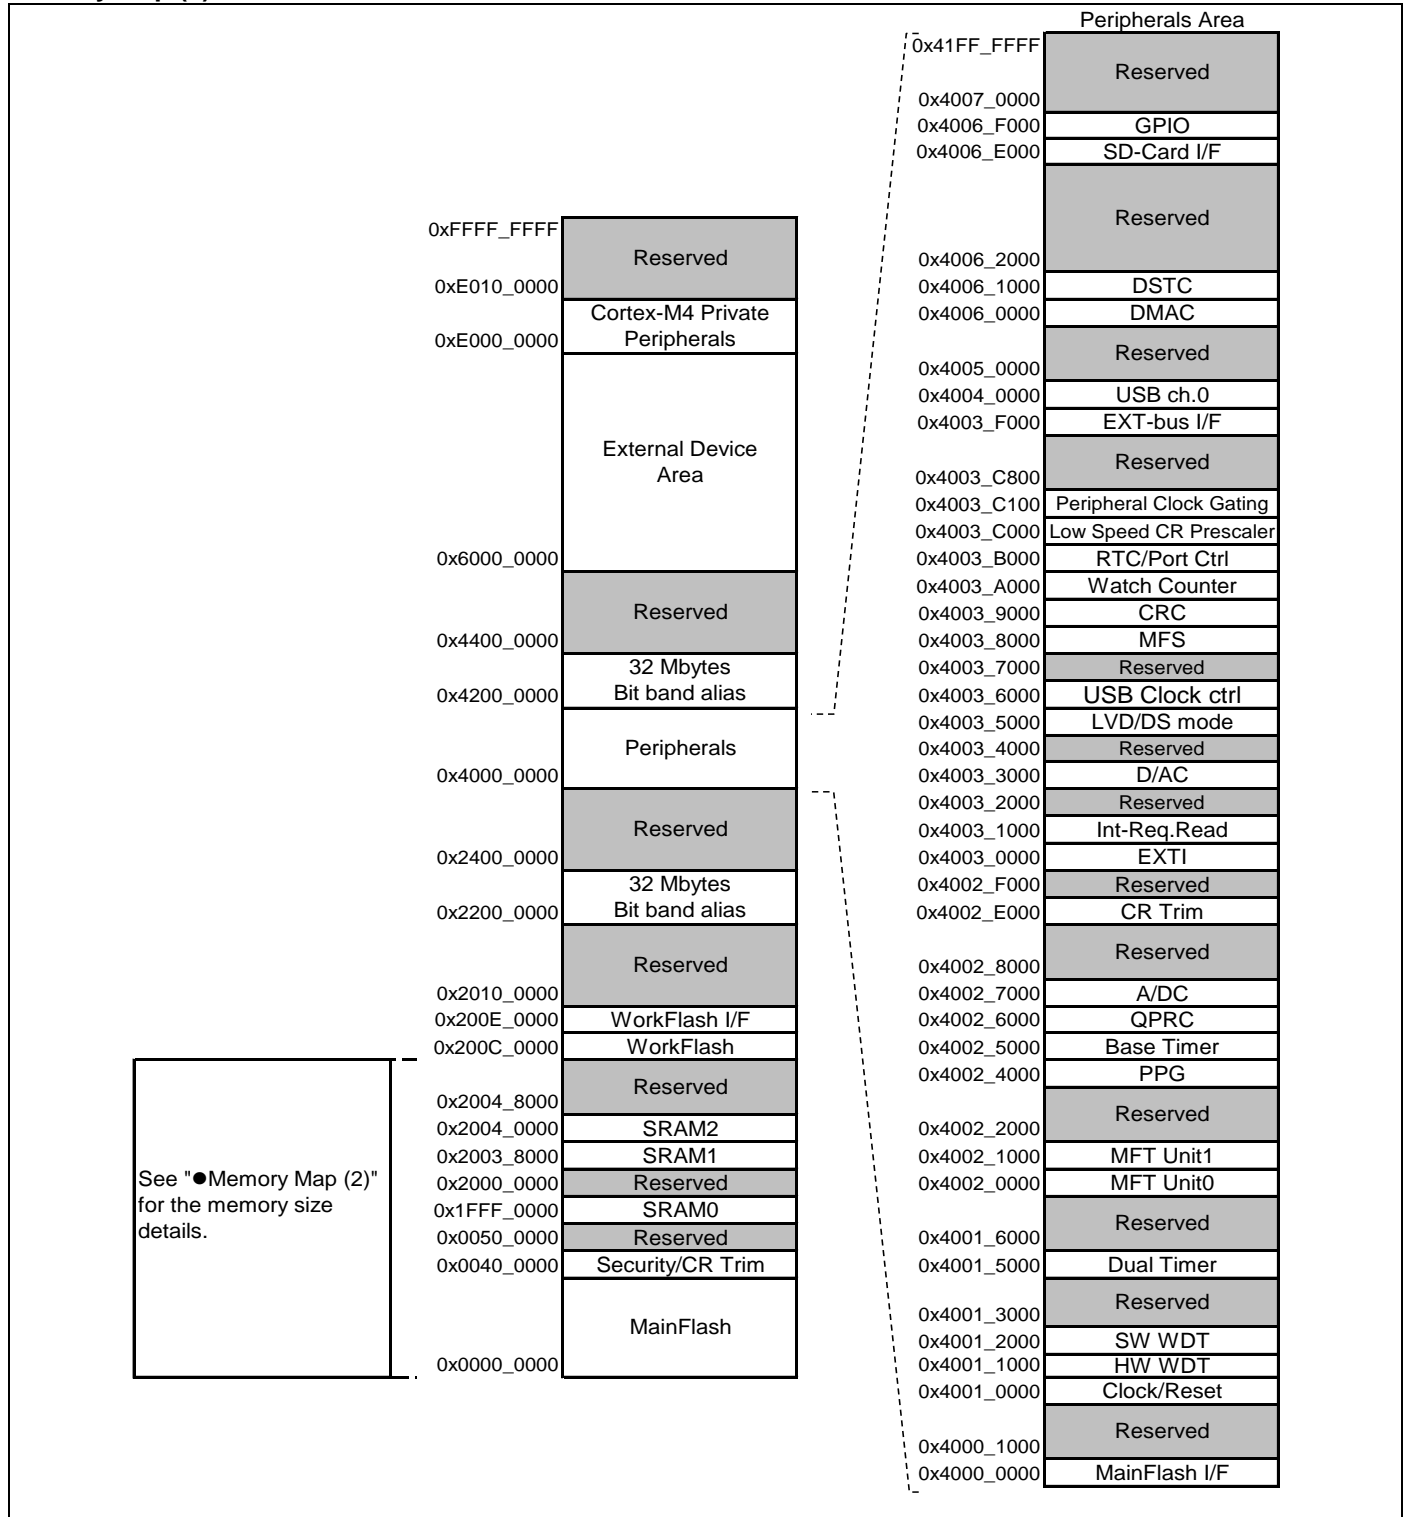 0xFFFF_FFFF
Reserved
0xE010_0000
Cortex-M4 Private
Peripherals
0xE000_0000
External Device
Area
0x6000_0000
Reserved
0x4400_0000
32 Mbytes
Bit band alias
0x4200_0000
Peripherals
0x4000_0000
Reserved
0x2400_0000
32 Mbytes
Bit band alias
0x2200_0000
Reserved
0x2010_0000
0x200E_0000 WorkFlash I/F
0x200C_0000 WorkFlash
Reserved
0x2004_8000
0x2004_0000 SRAM2
0x2003_8000 SRAM1
0x2000_0000 Reserved
0x1FFF_0000 SRAM0
0x0050_0000 Reserved
0x0040_0000 Security/CR Trim
MainFlash
0x0000_0000
See "●Memory Map (2)"
for the memory size
details.
Peripherals Area
0x41FF_FFFF
Reserved
0x4007_0000
0x4006_F000 GPIO
0x4006_E000 SD-Card I/F
Reserved
0x4006_2000
0x4006_1000 DSTC
0x4006_0000 DMAC
Reserved
0x4005_0000
0x4004_0000 USB ch.0
0x4003_F000 EXT-bus I/F
Reserved
0x4003_C800
0x4003_C100 Peripheral Clock Gating
0x4003_C000 Low Speed CR Prescaler
0x4003_B000 RTC/Port Ctrl
0x4003_A000 Watch Counter
0x4003_9000 CRC
0x4003_8000 MFS
0x4003_7000 Reserved
0x4003_6000 USB Clock ctrl
0x4003_5000 LVD/DS mode
0x4003_4000 Reserved
0x4003_3000 D/AC
0x4003_2000 Reserved
0x4003_1000 Int-Req.Read
0x4003_0000 EXTI
0x4002_F000 Reserved
0x4002_E000 CR Trim
Reserved
0x4002_8000
0x4002_7000 A/DC
0x4002_6000 QPRC
0x4002_5000 Base Timer
0x4002_4000 PPG
Reserved
0x4002_2000
0x4002_1000 MFT Unit1
0x4002_0000 MFT Unit0
Reserved
0x4001_6000
0x4001_5000 Dual Timer
Reserved
0x4001_3000
0x4001_2000 SW WDT
0x4001_1000 HW WDT
0x4001_0000 Clock/Reset
Reserved
0x4000_1000
0x4000_0000 MainFlash I/F